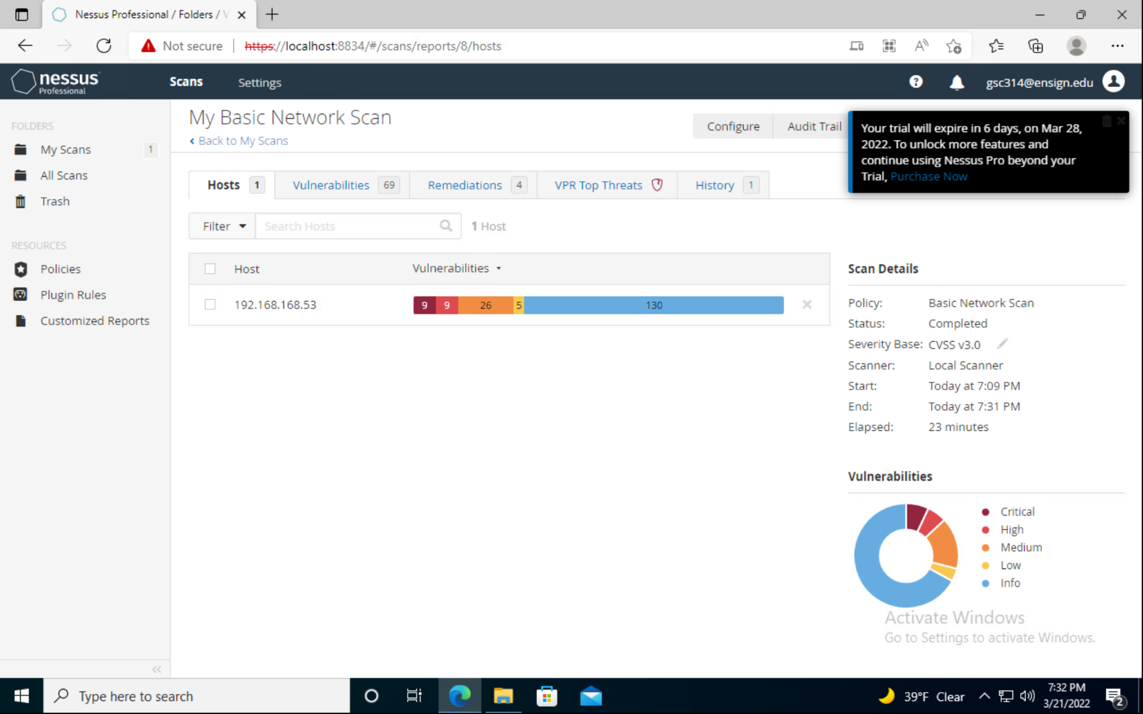 Nessus Professional / Folders / V
Not secure
https://localhost:8834/#/scans/reports/8/hosts
nessus
Professional
Scans
Settings
gsc314@ensign.edu
FOLDERS
My Scans 1
All Scans
Trash
RESOURCES
Policies
Plugin Rules
Customized Reports
My Basic Network Scan
Back to My Scans
Configure
Audit Trail
Your trial will expire in 6 days, on Mar 28,
2022. To unlock more features and
continue using Nessus Pro beyond your
Trial, Purchase Now
Hosts 1
Vulnerabilities 69
Remediations 4
VPR Top Threats
History 1
Filter
Search Hosts
1 Host
Host
Vulnerabilities
192.168.168.53
9 9 26 5 130
Scan Details
Policy: Basic Network Scan
Status: Completed
Severity Base: CVSS v3.0
Scanner: Local Scanner
Start: Today at 7:09 PM
End: Today at 7:31 PM
Elapsed: 23 minutes
Vulnerabilities
Critical
High
Medium
Low
Info
Activate Windows
Go to Settings to activate Windows.
Type here to search
39°F Clear
7:32 PM
3/21/2022
2